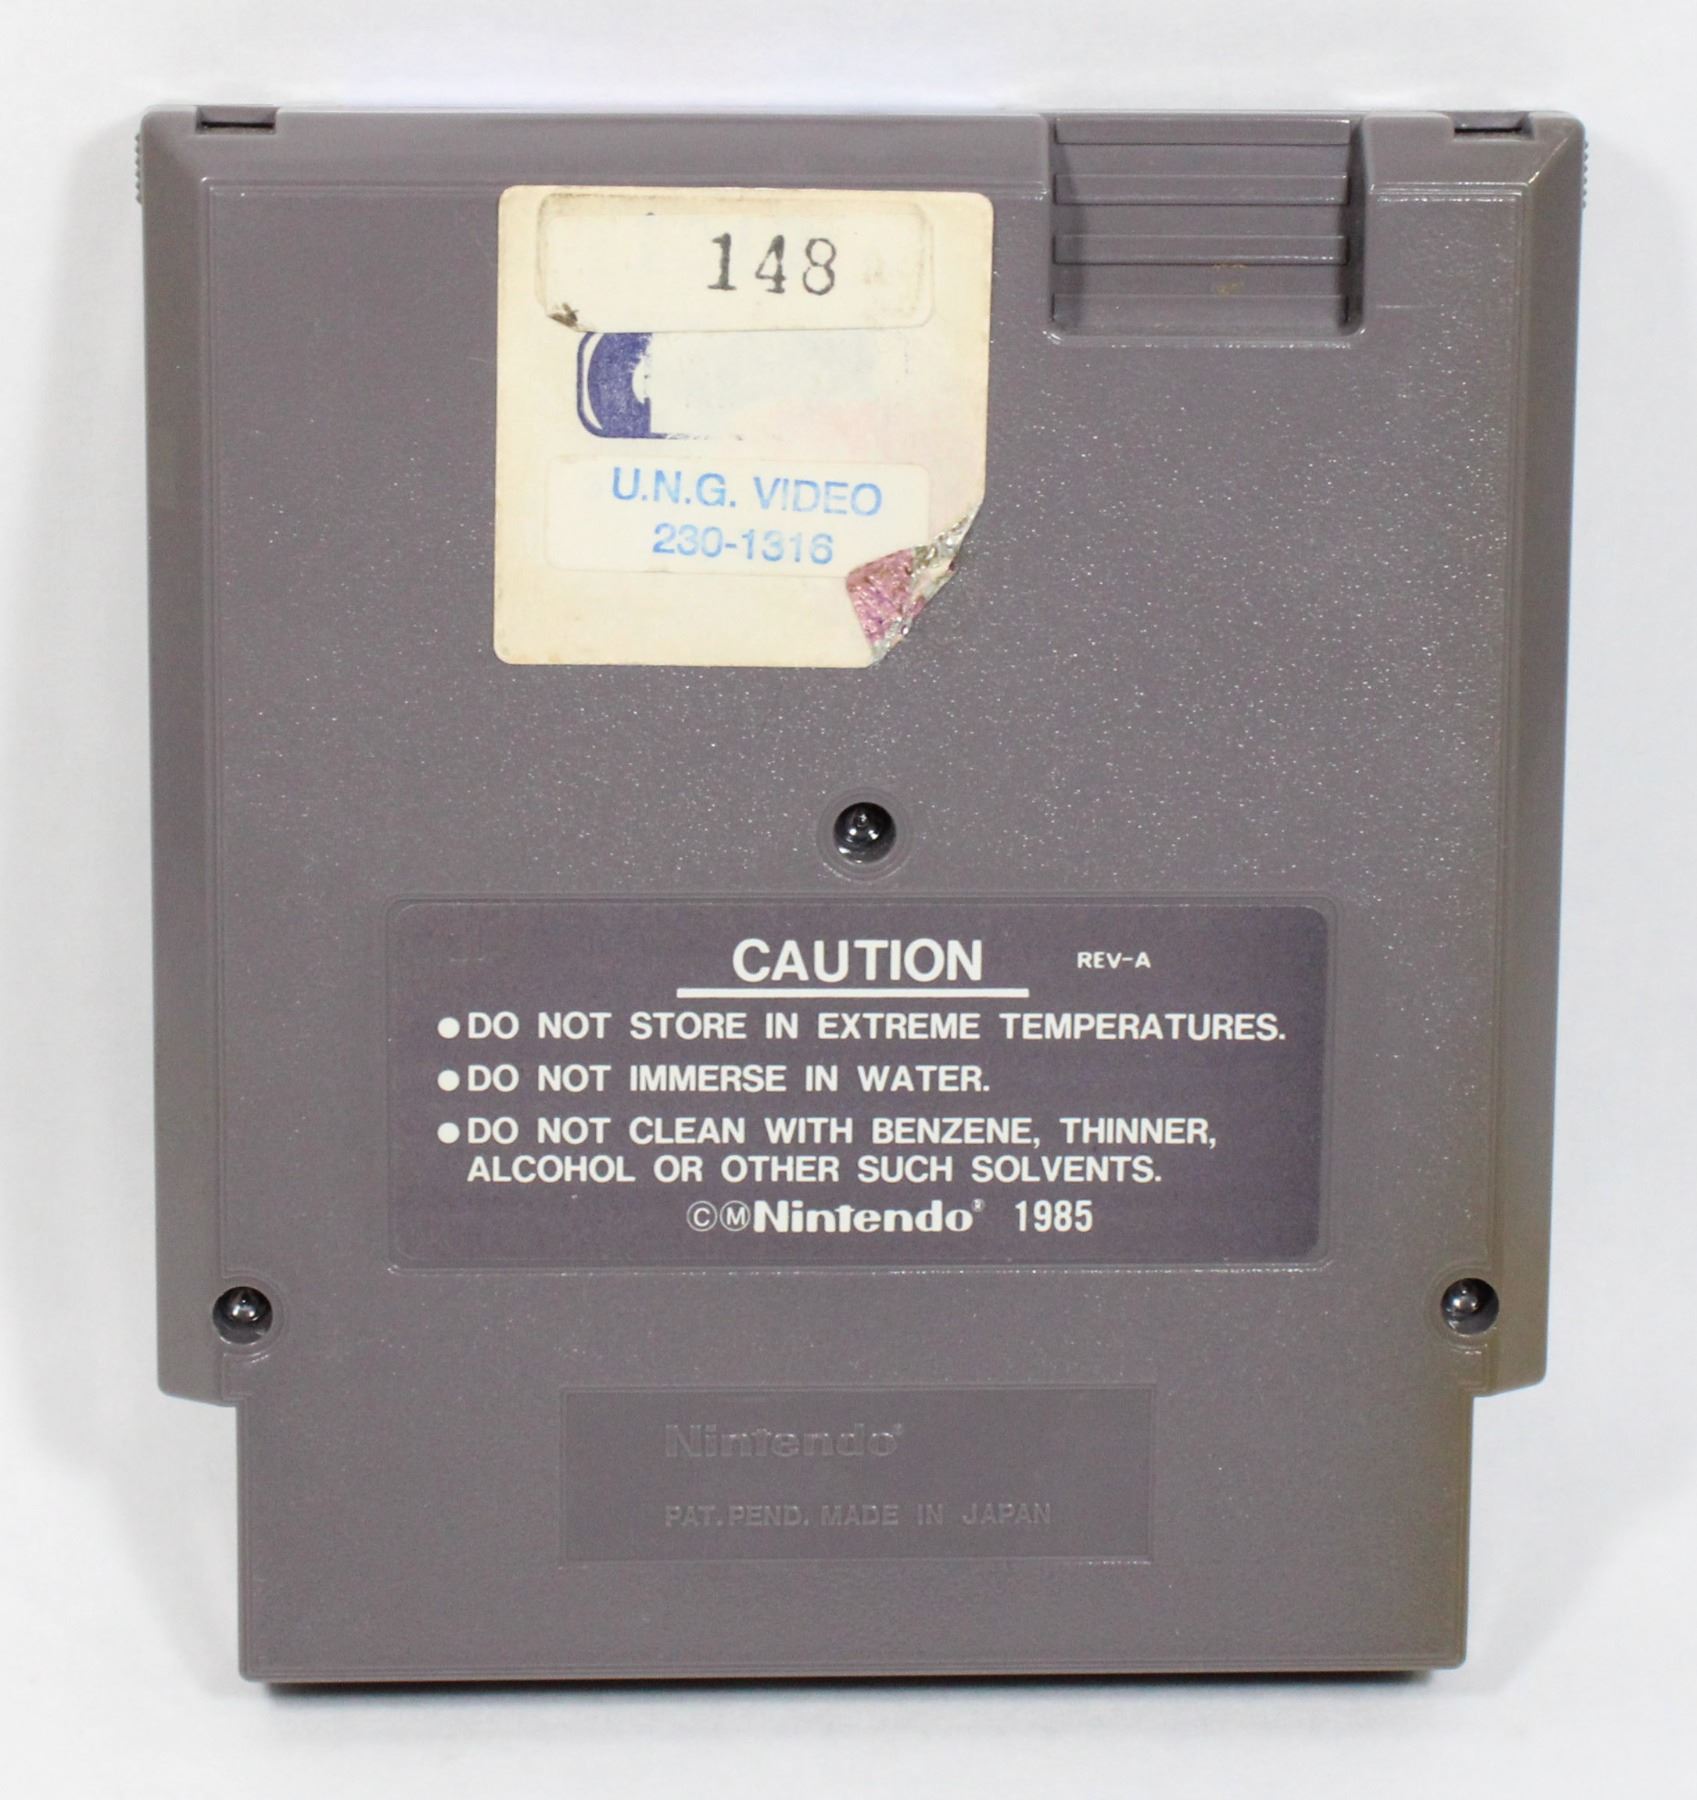 148
U.N.G. VIDEO
230-1316
CAUTION REV-A
●DO NOT STORE IN EXTREME TEMPERATURES.
●DO NOT IMMERSE IN WATER.
●DO NOT CLEAN WITH BENZENE, THINNER,
ALCOHOL OR OTHER SUCH SOLVENTS.
©ⓂNintendo® 1985
Nintendo®
PAT. PEND. MADE IN JAPAN